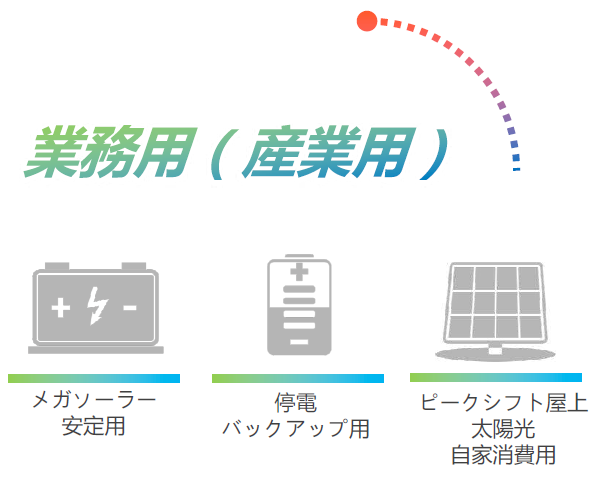 業務用（産業用）
メガソーラー
安定用
停電
バックアップ用
ピークシフト屋上
太陽光
自家消費用